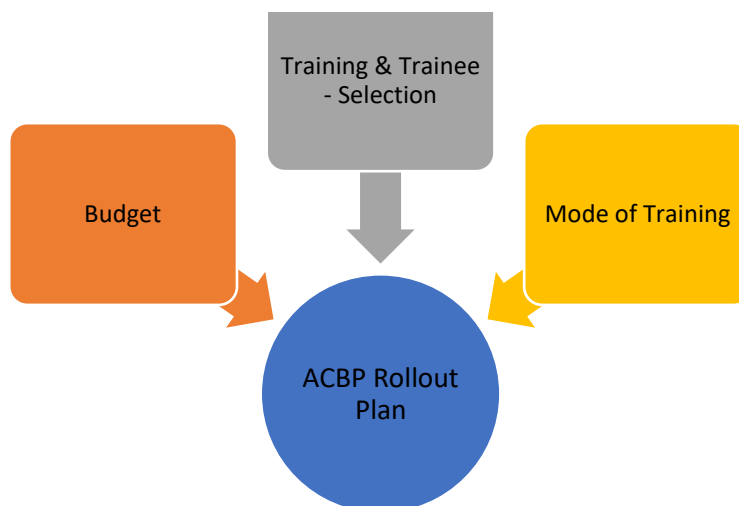 Training & Trainee
- Selection
Budget
Mode of Training
ACBP Rollout
Plan